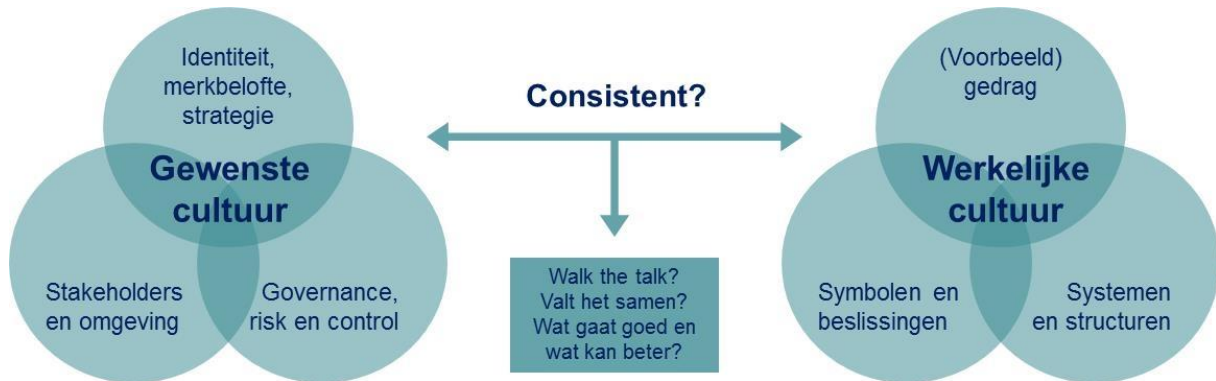 Identiteit,
merkbelofte,
strategie
Gewenste
cultuur
Stakeholders
en omgeving
Governance,
risk en control
Consistent?
Walk the talk?
Valt het samen?
Wat gaat goed en
wat kan beter?
(Voorbeeld)
gedrag
Werkelijke
cultuur
Symbolen en
beslissingen
Systemen
en structuren